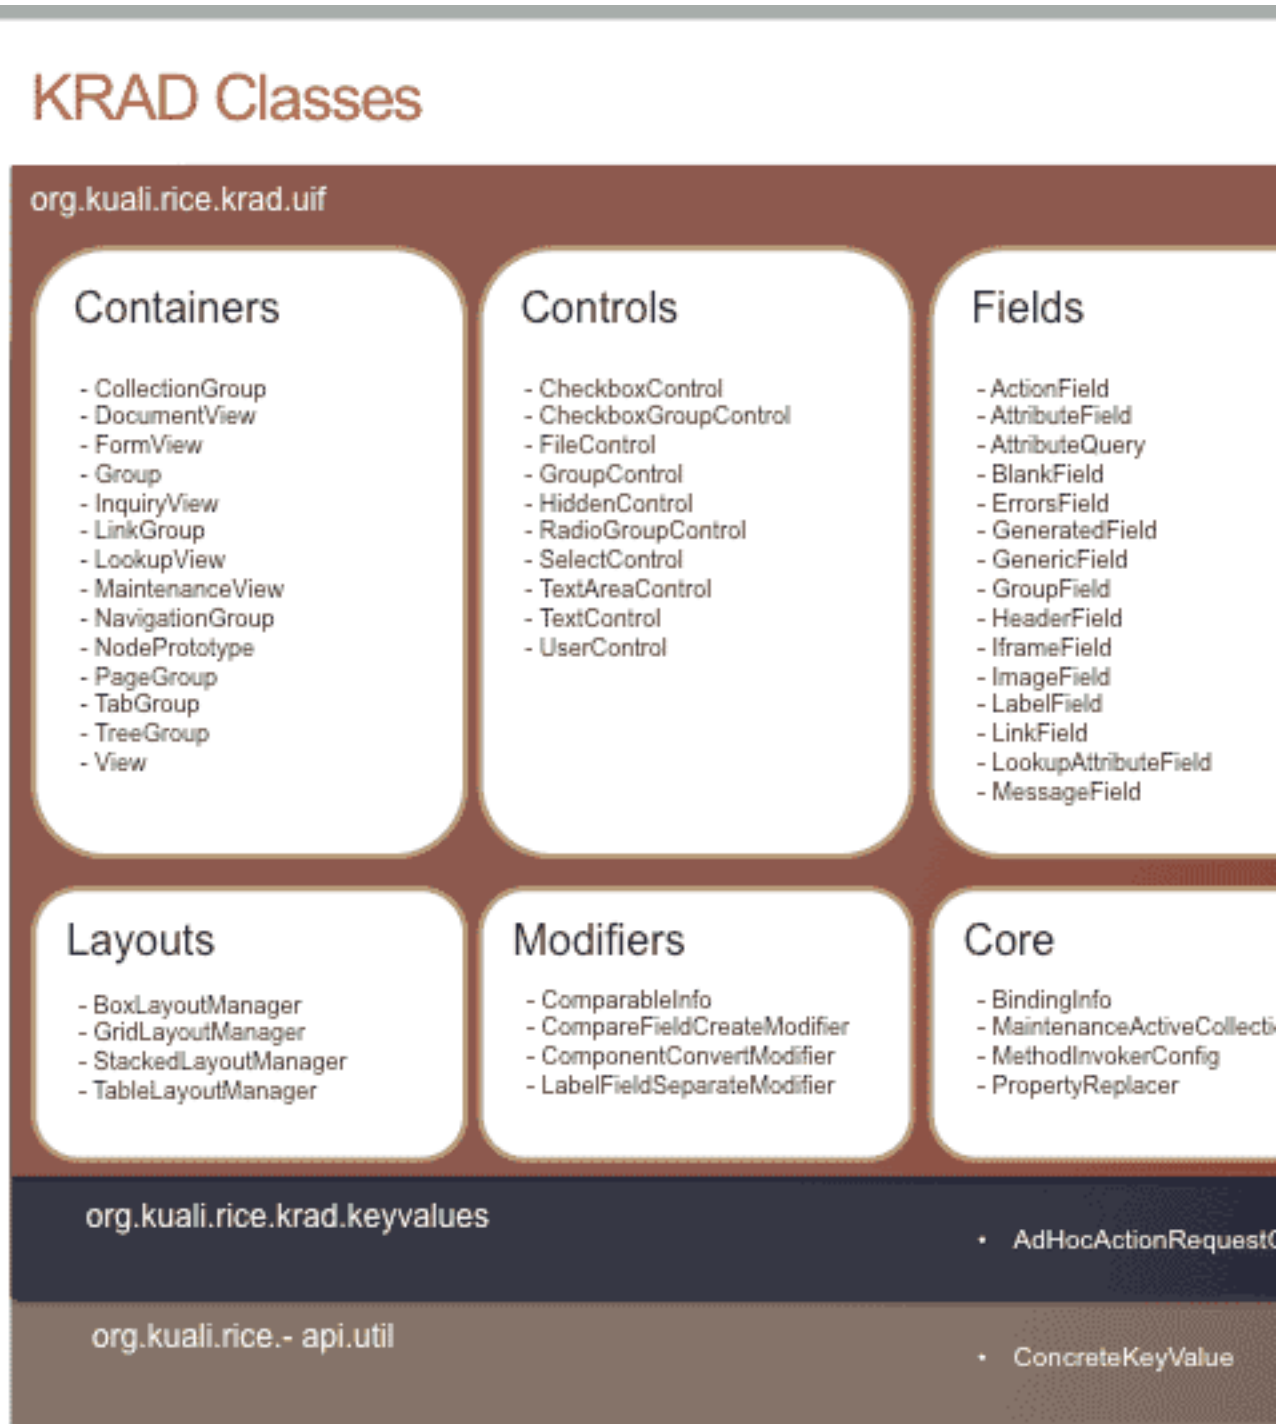 KRAD Classes
org.kuali.rice.krad.uif
Containers
- CollectionGroup
- DocumentView
- FormView
- Group
- InquiryView
- LinkGroup
- LookupView
- MaintenanceView
- NavigationGroup
- NodePrototype
- PageGroup
- TabGroup
- TreeGroup
- View
Controls
- CheckboxControl
- CheckboxGroupControl
- FileControl
- GroupControl
- HiddenControl
- RadioGroupControl
- SelectControl
- TextAreaControl
- TextControl
- UserControl
Fields
- ActionField
- AttributeField
- AttributeQuery
- BlankField
- ErrorsField
- GeneratedField
- GenericField
- GroupField
- HeaderField
- IframeField
- ImageField
- LabelField
- LinkField
- LookupAttributeField
- MessageField
Layouts
- BoxLayoutManager
- GridLayoutManager
- StackedLayoutManager
- TableLayoutManager
Modifiers
- ComparableInfo
- CompareFieldCreateModifier
- ComponentConvertModifier
- LabelFieldSeparateModifier
Core
- BindingInfo
- MaintenanceActiveCollecti
- MethodInvokerConfig
- PropertyReplacer
org.kuali.rice.krad.keyvalues
• AdHocActionRequest
org.kuali.rice.- api.util
• ConcreteKeyValue